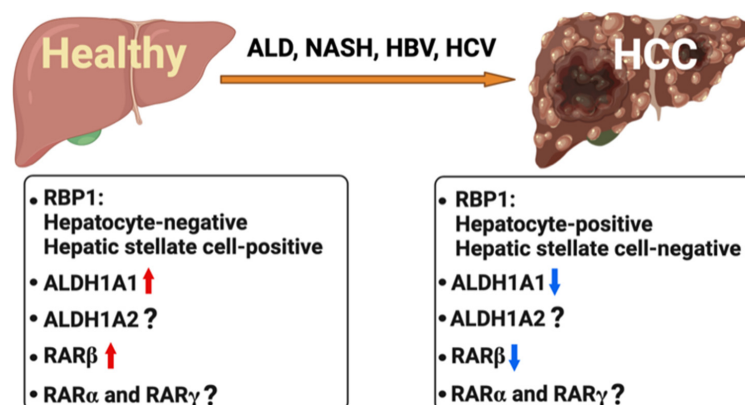 Healthy
ALD, NASH, HBV, HCV
HCC
• RBP1:
Hepatocyte-negative
Hepatic stellate cell-positive
• ALDH1A1
• ALDH1A2 ?
• RARβ
• RARα and RARγ ?
• RBP1:
Hepatocyte-positive
Hepatic stellate cell-negative
• ALDH1A1
• ALDH1A2 ?
• RARβ
• RARα and RARγ ?